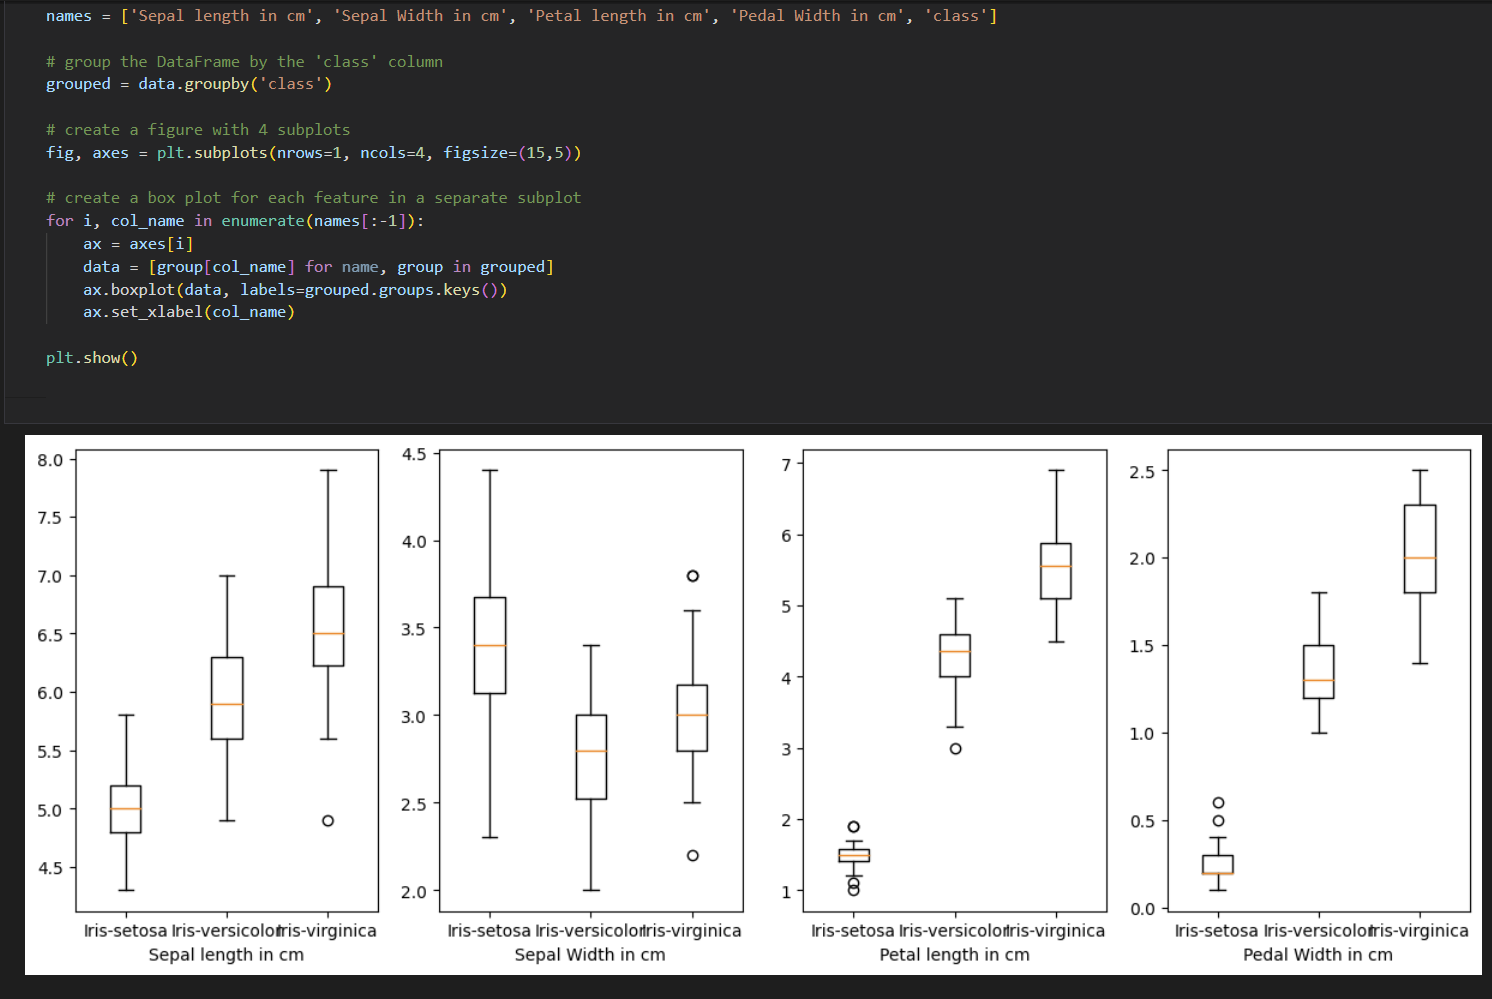 names = ['Sepal length in cm', 'Sepal Width in cm', 'Petal length in cm', 'Pedal Width in cm', 'class']
# group the DataFrame by the 'class' column
grouped = data.groupby('class')
# create a figure with 4 subplots
fig, axes = plt.subplots(nrows=1, ncols=4, figsize=(15,5))
# create a box plot for each feature in a separate subplot
for i, col_name in enumerate(names[:-1]):
    ax = axes[i]
    data = [group[col_name] for name, group in grouped]
    ax.boxplot(data, labels=grouped.groups.keys())
    ax.set_xlabel(col_name)
plt.show()
8.0
7.5
7.0
6.5
6.0
5.5
5.0
4.5
Iris-setosa Iris-versicolor Iris-virginica
Sepal length in cm
4.5
4.0
3.5
3.0
2.5
2.0
Iris-setosa Iris-versicolor Iris-virginica
Sepal Width in cm
7
6
5
4
3
2
1
Iris-setosa Iris-versicolor Iris-virginica
Petal length in cm
2.5
2.0
1.5
1.0
0.5
0.0
Iris-setosa Iris-versicolor Iris-virginica
Pedal Width in cm